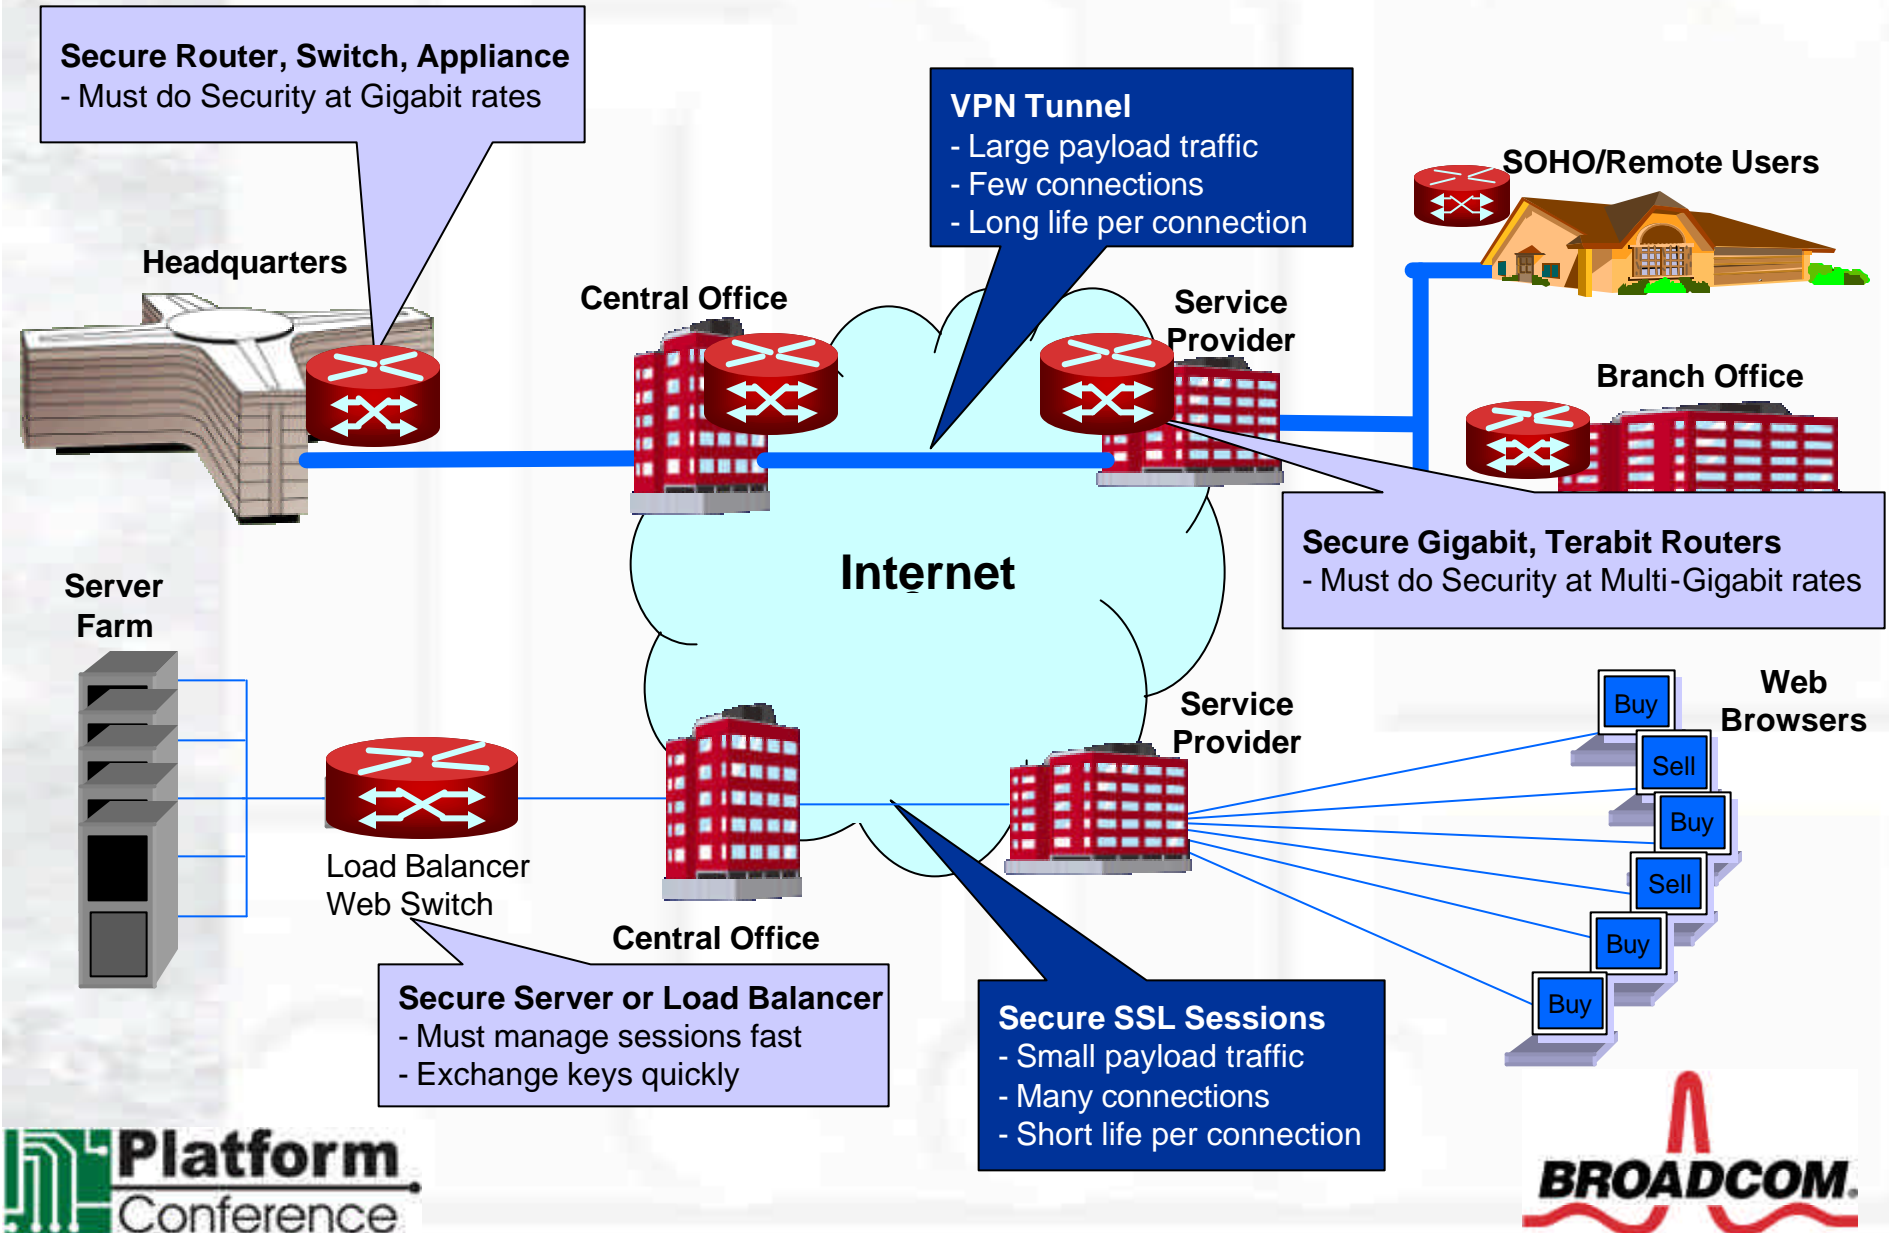 Secure Router, Switch, Appliance
- Must do Security at Gigabit rates
VPN Tunnel
- Large payload traffic
- Few connections
- Long life per connection
SOHO/Remote Users
Headquarters
Central Office
Service
Provider
Branch Office
Secure Gigabit, Terabit Routers
- Must do Security at Multi-Gigabit rates
Internet
Server
Farm
Service
Provider
Web
Browsers
Buy
Sell
Buy
Sell
Buy
Buy
Load Balancer
Web Switch
Central Office
Secure Server or Load Balancer
- Must manage sessions fast
- Exchange keys quickly
Secure SSL Sessions
- Small payload traffic
- Many connections
- Short life per connection
Platform
Conference
BROADCOM.